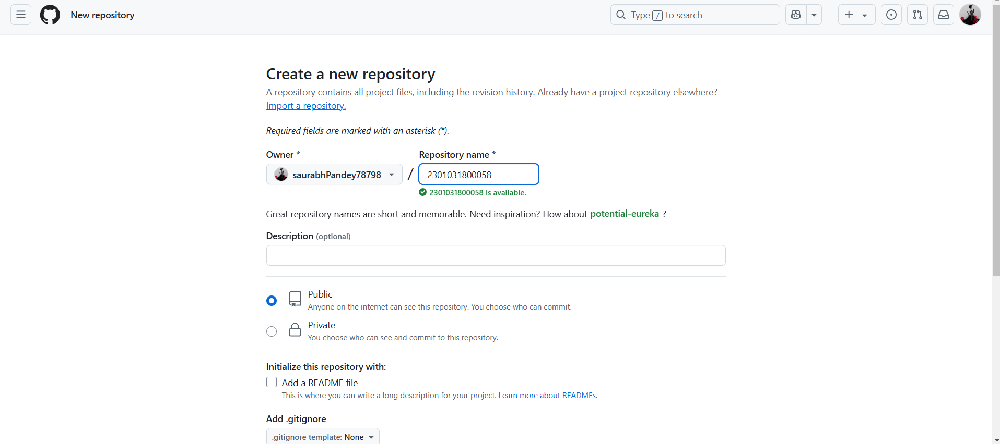 New repository
Type / to search
Create a new repository
A repository contains all project files, including the revision history. Already have a project repository elsewhere?
Import a repository.
Required fields are marked with an asterisk (*).
Owner * Repository name *
saurabhPandey78798 / 2301031800058
2301031800058 is available.
Great repository names are short and memorable. Need inspiration? How about potential-eureka ?
Description (optional)
Public
Anyone on the internet can see this repository. You choose who can commit.
Private
You choose who can see and commit to this repository.
Initialize this repository with:
Add a README file
This is where you can write a long description for your project. Learn more about READMEs.
Add .gitignore
.gitignore template: None